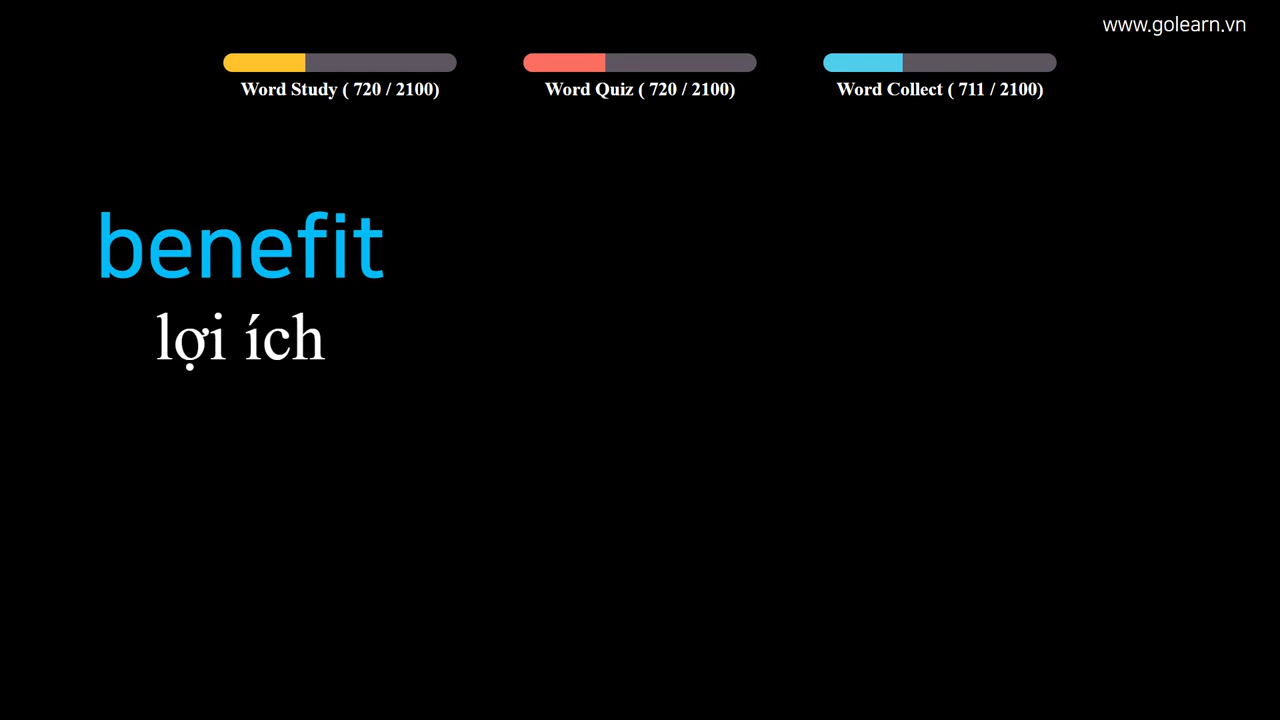 www.golearn.vn
Word Study ( 720 / 2100)
Word Quiz ( 720 / 2100)
Word Collect ( 711 / 2100)
benefit
lợi ích